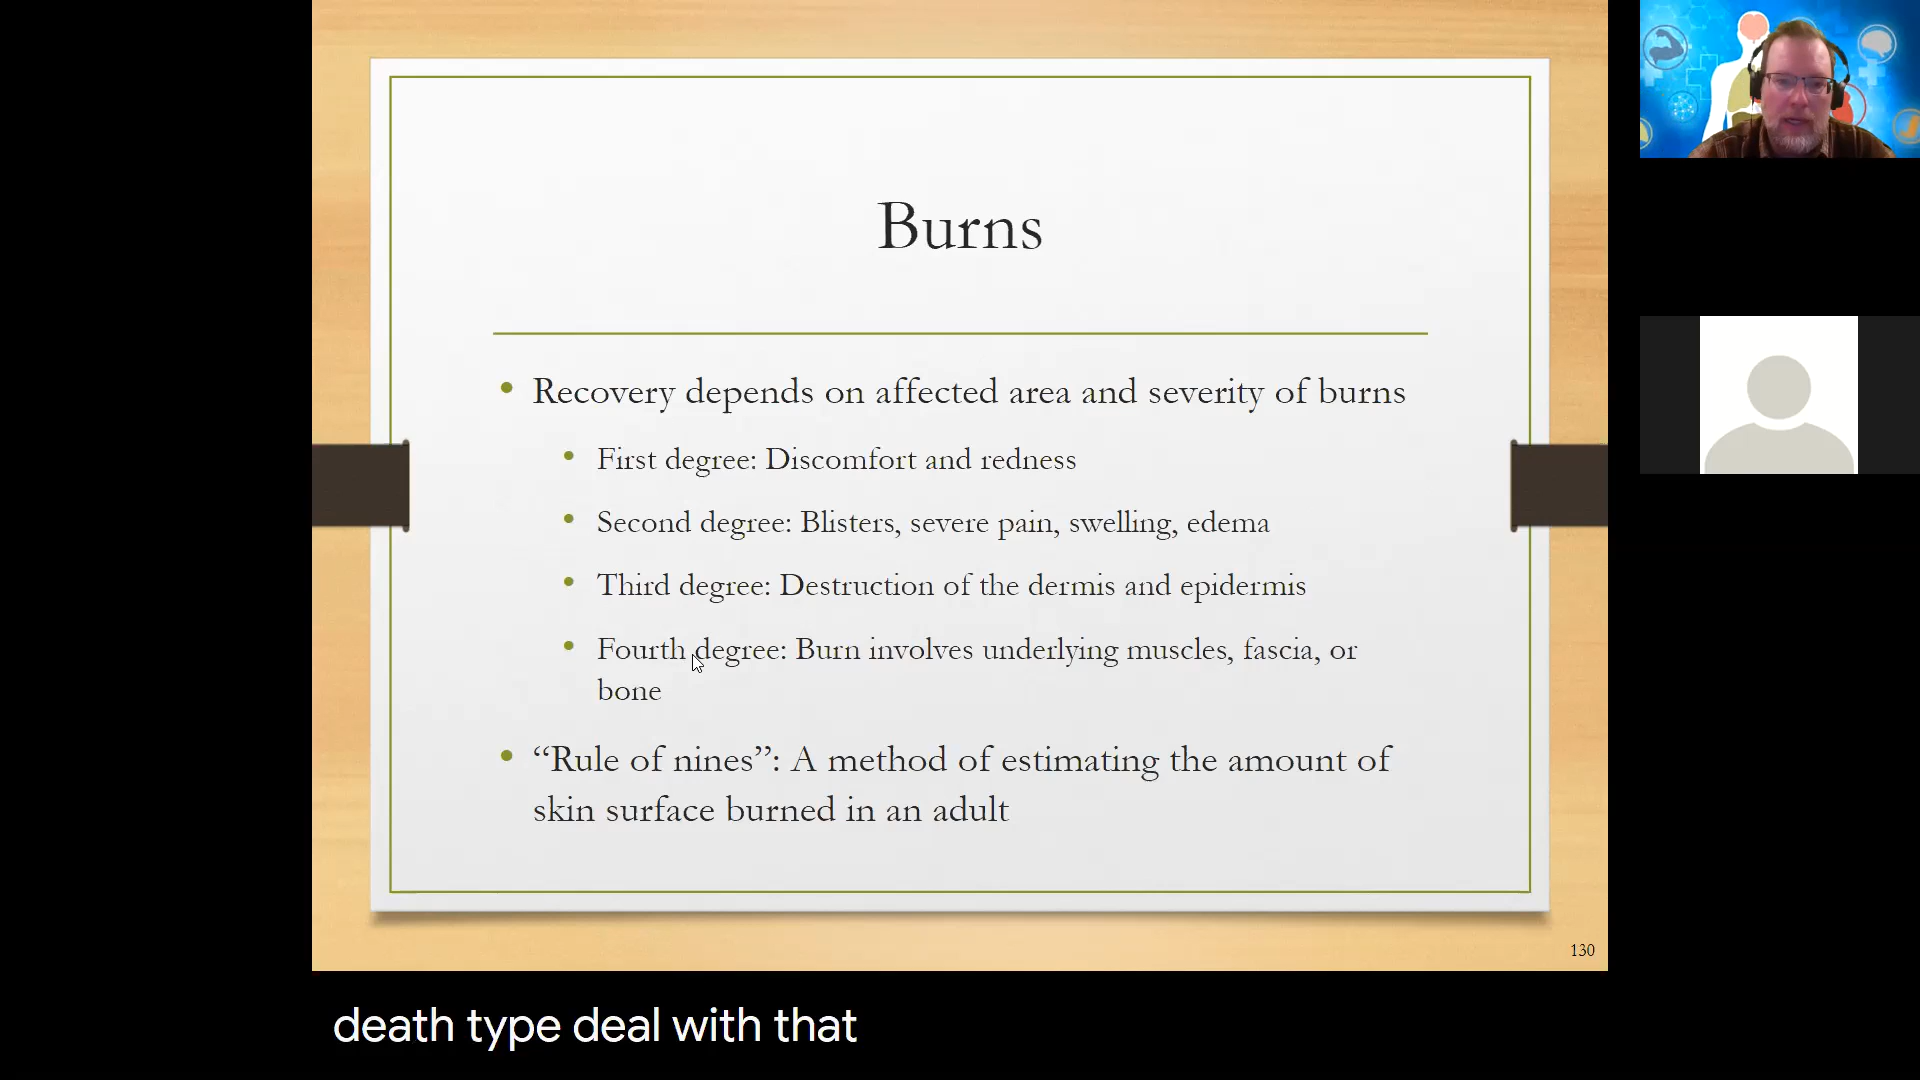 Burns
Recovery depends on affected area and severity of burns
First degree: Discomfort and redness
Second degree: Blisters, severe pain, swelling, edema
Third degree: Destruction of the dermis and epidermis
Fourth degree: Burn involves underlying muscles, fascia, or
bone
“Rule of nines”: A method of estimating the amount of
skin surface burned in an adult
130
death type deal with that